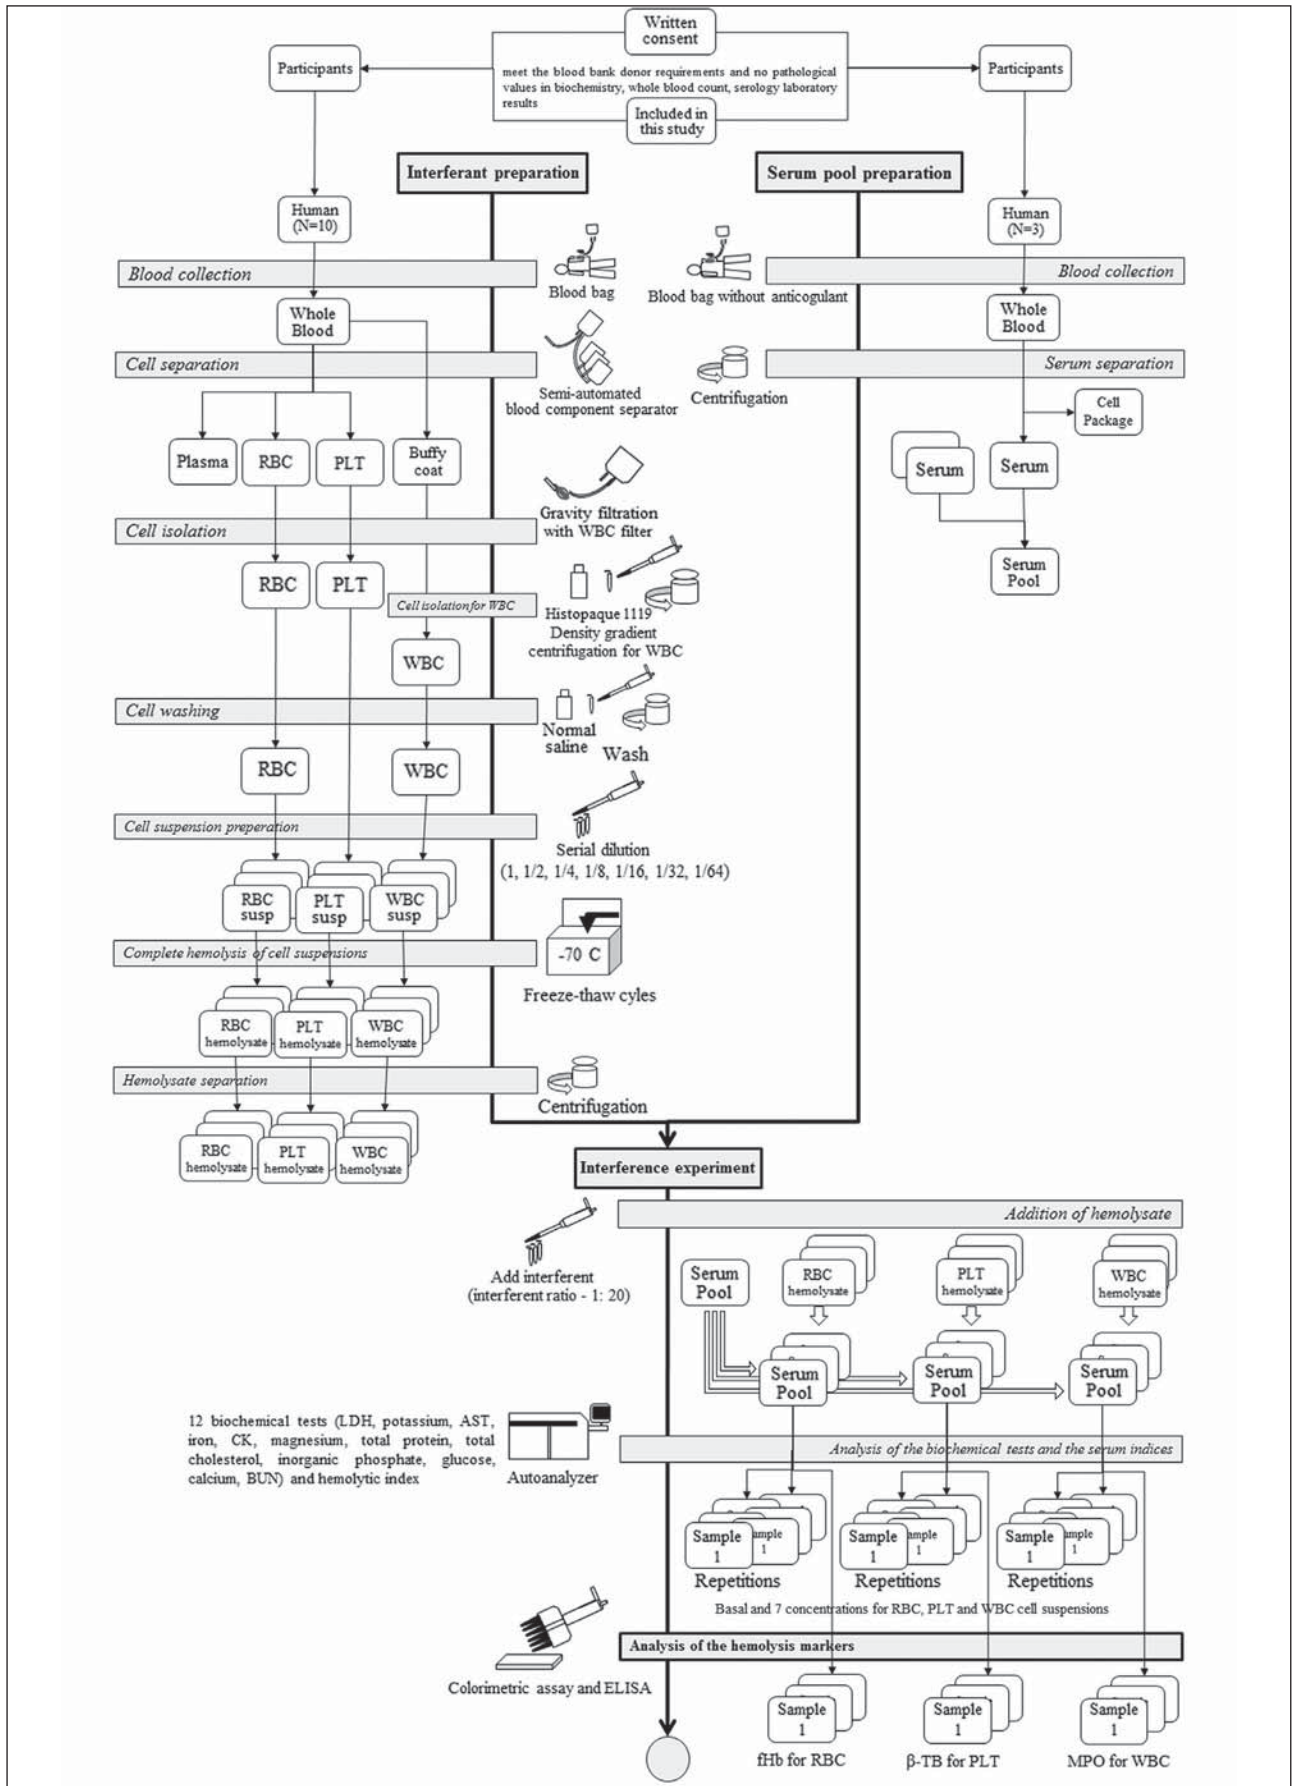 Written
consent
Participants
Participants
meet the blood bank donor requirements and no pathological
values in biochemistry, whole blood count, serology laboratory
results
Included in
this study
Interferant preparation
Serum pool preparation
Human
(N=10)
Human
(N=3)
Blood collection
Blood bag
Blood bag without anticogulant
Blood collection
Whole
Blood
Whole
Blood
Cell separation
Semi-automated
blood component separator
Centrifugation
Serum separation
Cell
Package
Plasma
RBC
PLT
Buffy
coat
Serum
Serum
Gravity filtration
with WBC filter
Cell isolation
Serum
Pool
RBC
PLT
Cell isolation for WBC
Histopaque 1119
Density gradient
centrifugation for WBC
WBC
Cell washing
Normal
saline
Wash
RBC
WBC
Cell suspension preperation
Serial dilution
(1, 1/2, 1/4, 1/8, 1/16, 1/32, 1/64)
RBC
susp
PLT
susp
WBC
susp
Complete hemolysis of cell suspensions
-70 C
Freeze-thaw cyles
RBC
hemolysate
PLT
hemolysate
WBC
hemolysate
Hemolysate separation
Centrifugation
RBC
hemolysate
PLT
hemolysate
WBC
hemolysate
Interference experiment
Addition of hemolysate
Add interferent
(interferent ratio - 1: 20)
Serum
Pool
RBC
hemolysate
PLT
hemolysate
WBC
hemolysate
Serum
Pool
Serum
Pool
Serum
Pool
12 biochemical tests (LDH, potassium, AST,
iron, CK, magnesium, total protein, total
cholesterol, inorganic phosphate, glucose,
calcium, BUN) and hemolytic index
Autoanalyzer
Analysis of the biochemical tests and the serum indices
Sample
1
ample
1
Sample
1
ample
1
Sample
1
ample
1
Repetitions
Repetitions
Repetitions
Basal and 7 concentrations for RBC, PLT and WBC cell suspensions
Analysis of the hemolysis markers
Colorimetric assay and ELISA
Sample
1
Sample
1
Sample
1
fHb for RBC
β-TB for PLT
MPO for WBC